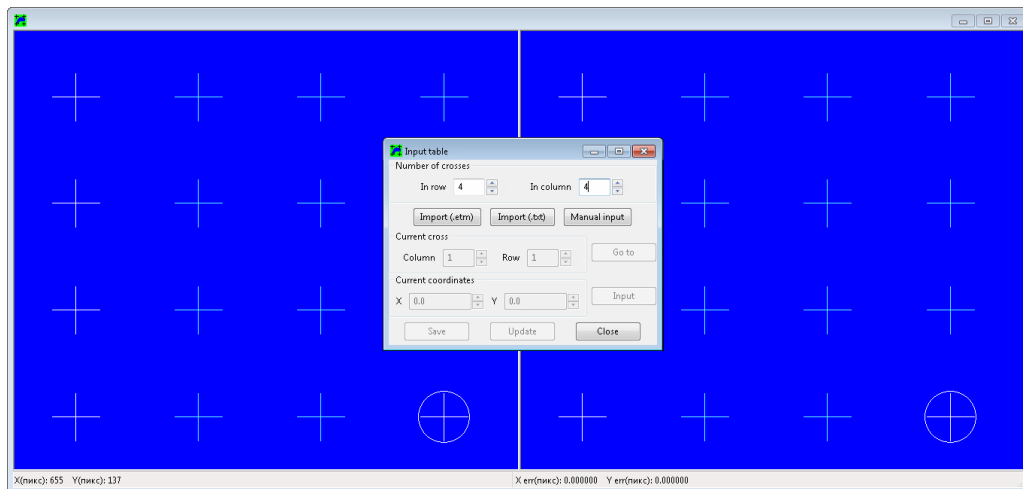 Input table
Number of crosses
In row 4 In column 4
Import (.etm) Import (.txt) Manual input
Current cross
Column 1 Row 1 Go to
Current coordinates
X 0.0 Y 0.0 Input
Save Update Close
X(пикс): 655 Y(пикс): 137 X err(пикс): 0.000000 Y err(пикс): 0.000000